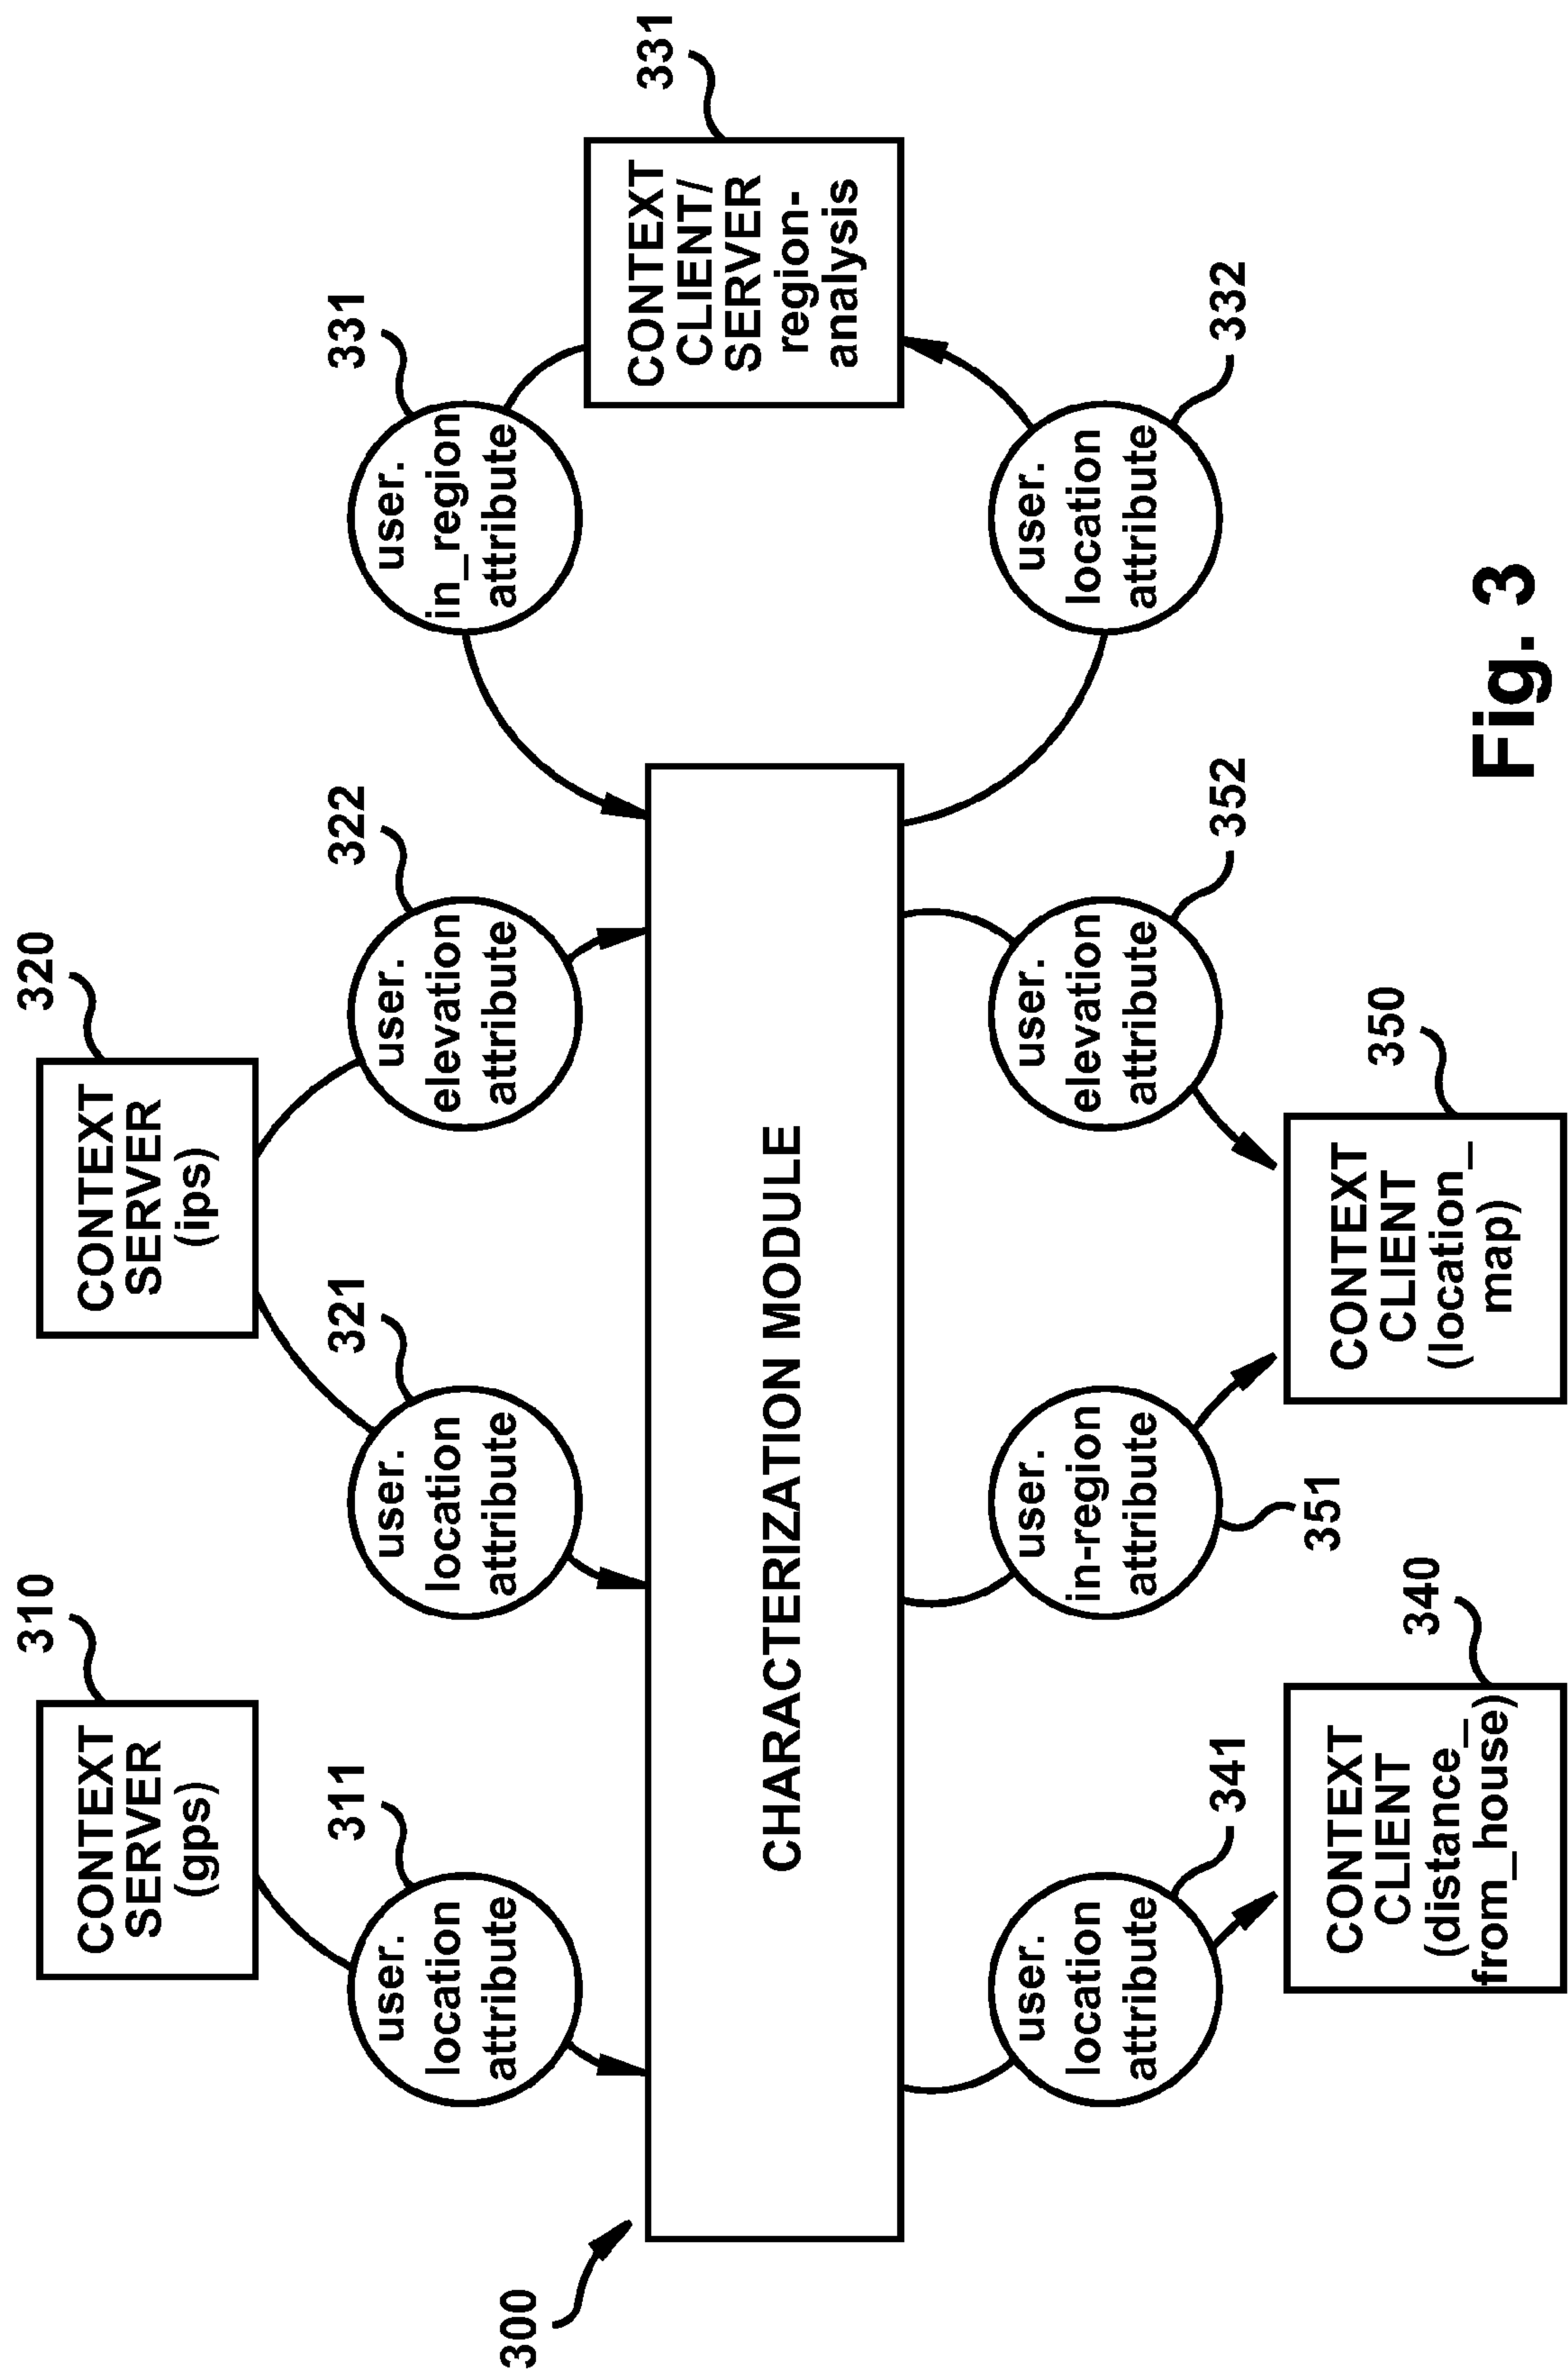 310
CONTEXT
SERVER
(gps)
320
CONTEXT
SERVER
(ips)
311
user.
location
attribute
321
user.
location
attribute
322
user.
elevation
attribute
331
user.
in_region
attribute
331
CONTEXT
CLIENT/
SERVER
region-
analysis
300
CHARACTERIZATION MODULE
user.
location
attribute
341
user.
in-region
attribute
351
user.
elevation
attribute
352
user.
location
attribute
332
340
CONTEXT
CLIENT
(distance_
from_house)
350
CONTEXT
CLIENT
(location_
map)
Fig. 3